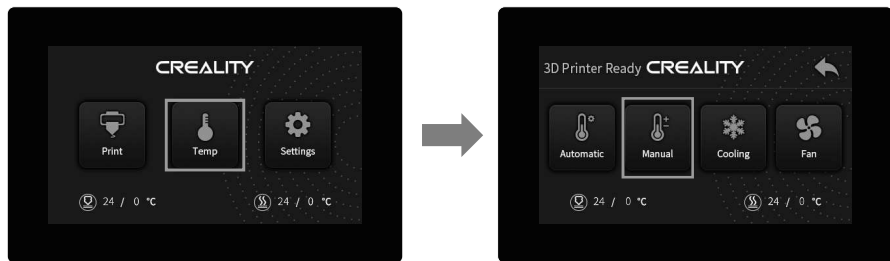 CREALITY
Print
Temp
Settings
24 / 0 °C
24 / 0 °C
3D Printer Ready CREALITY
Automatic
Manual
Cooling
Fan
24 / 0 °C
24 / 0 °C